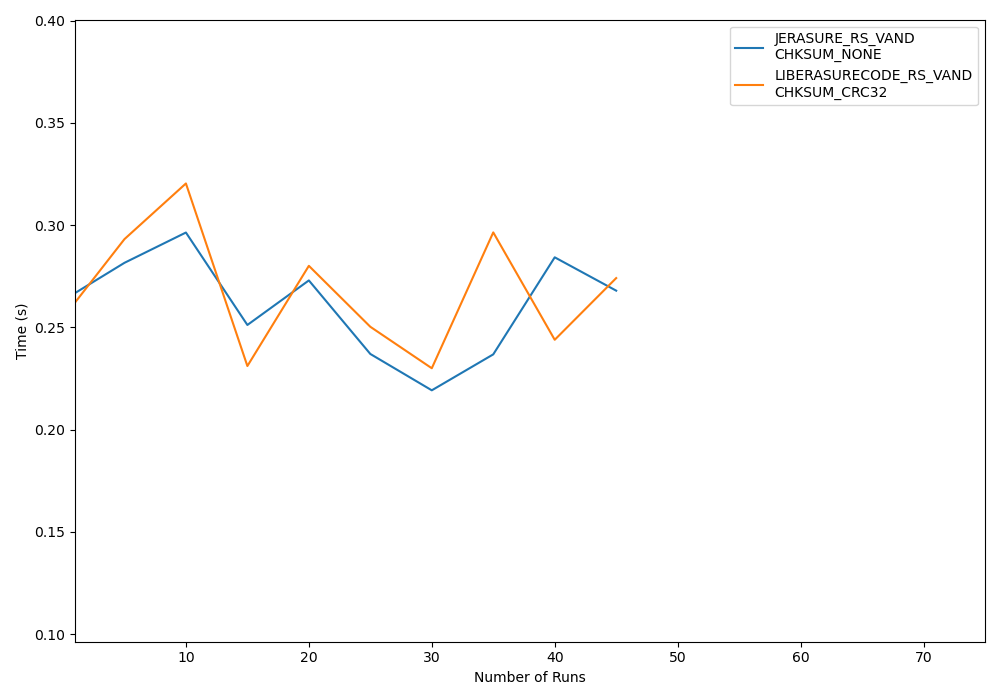 0.40
0.35
0.30
0.25
0.20
0.15
0.10
Time (s)
10 20 30 40 50 60 70
Number of Runs
JERASURE_RS_VAND
CHKSUM_NONE
LIBERASURECODE_RS_VAND
CHKSUM_CRC32